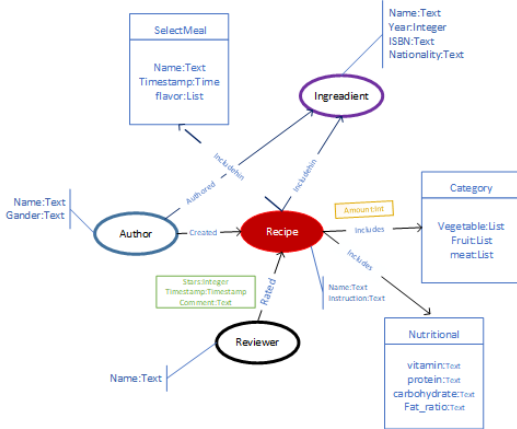 SelectMeal
Name:Text
Timestamp:Time
flavor:List
Name:Text
Year:Integer
ISBN:Text
Nationality:Text
Ingreadient
Includehin
Includehin
Authored
Name:Text
Gander:Text
Author
Created
Recipe
Amount:Int
Includes
Includes
Category
Vegetable:List
Fruit:List
meat:List
Stars:Integer
Timestamp:Timestamp
Comment:Text
Rated
Name:Text
Instruction:Text
Reviewer
Name:Text
Nutritional
vitamin:Text
protein:Text
carbohydrate:Text
Fat_ratio:Text